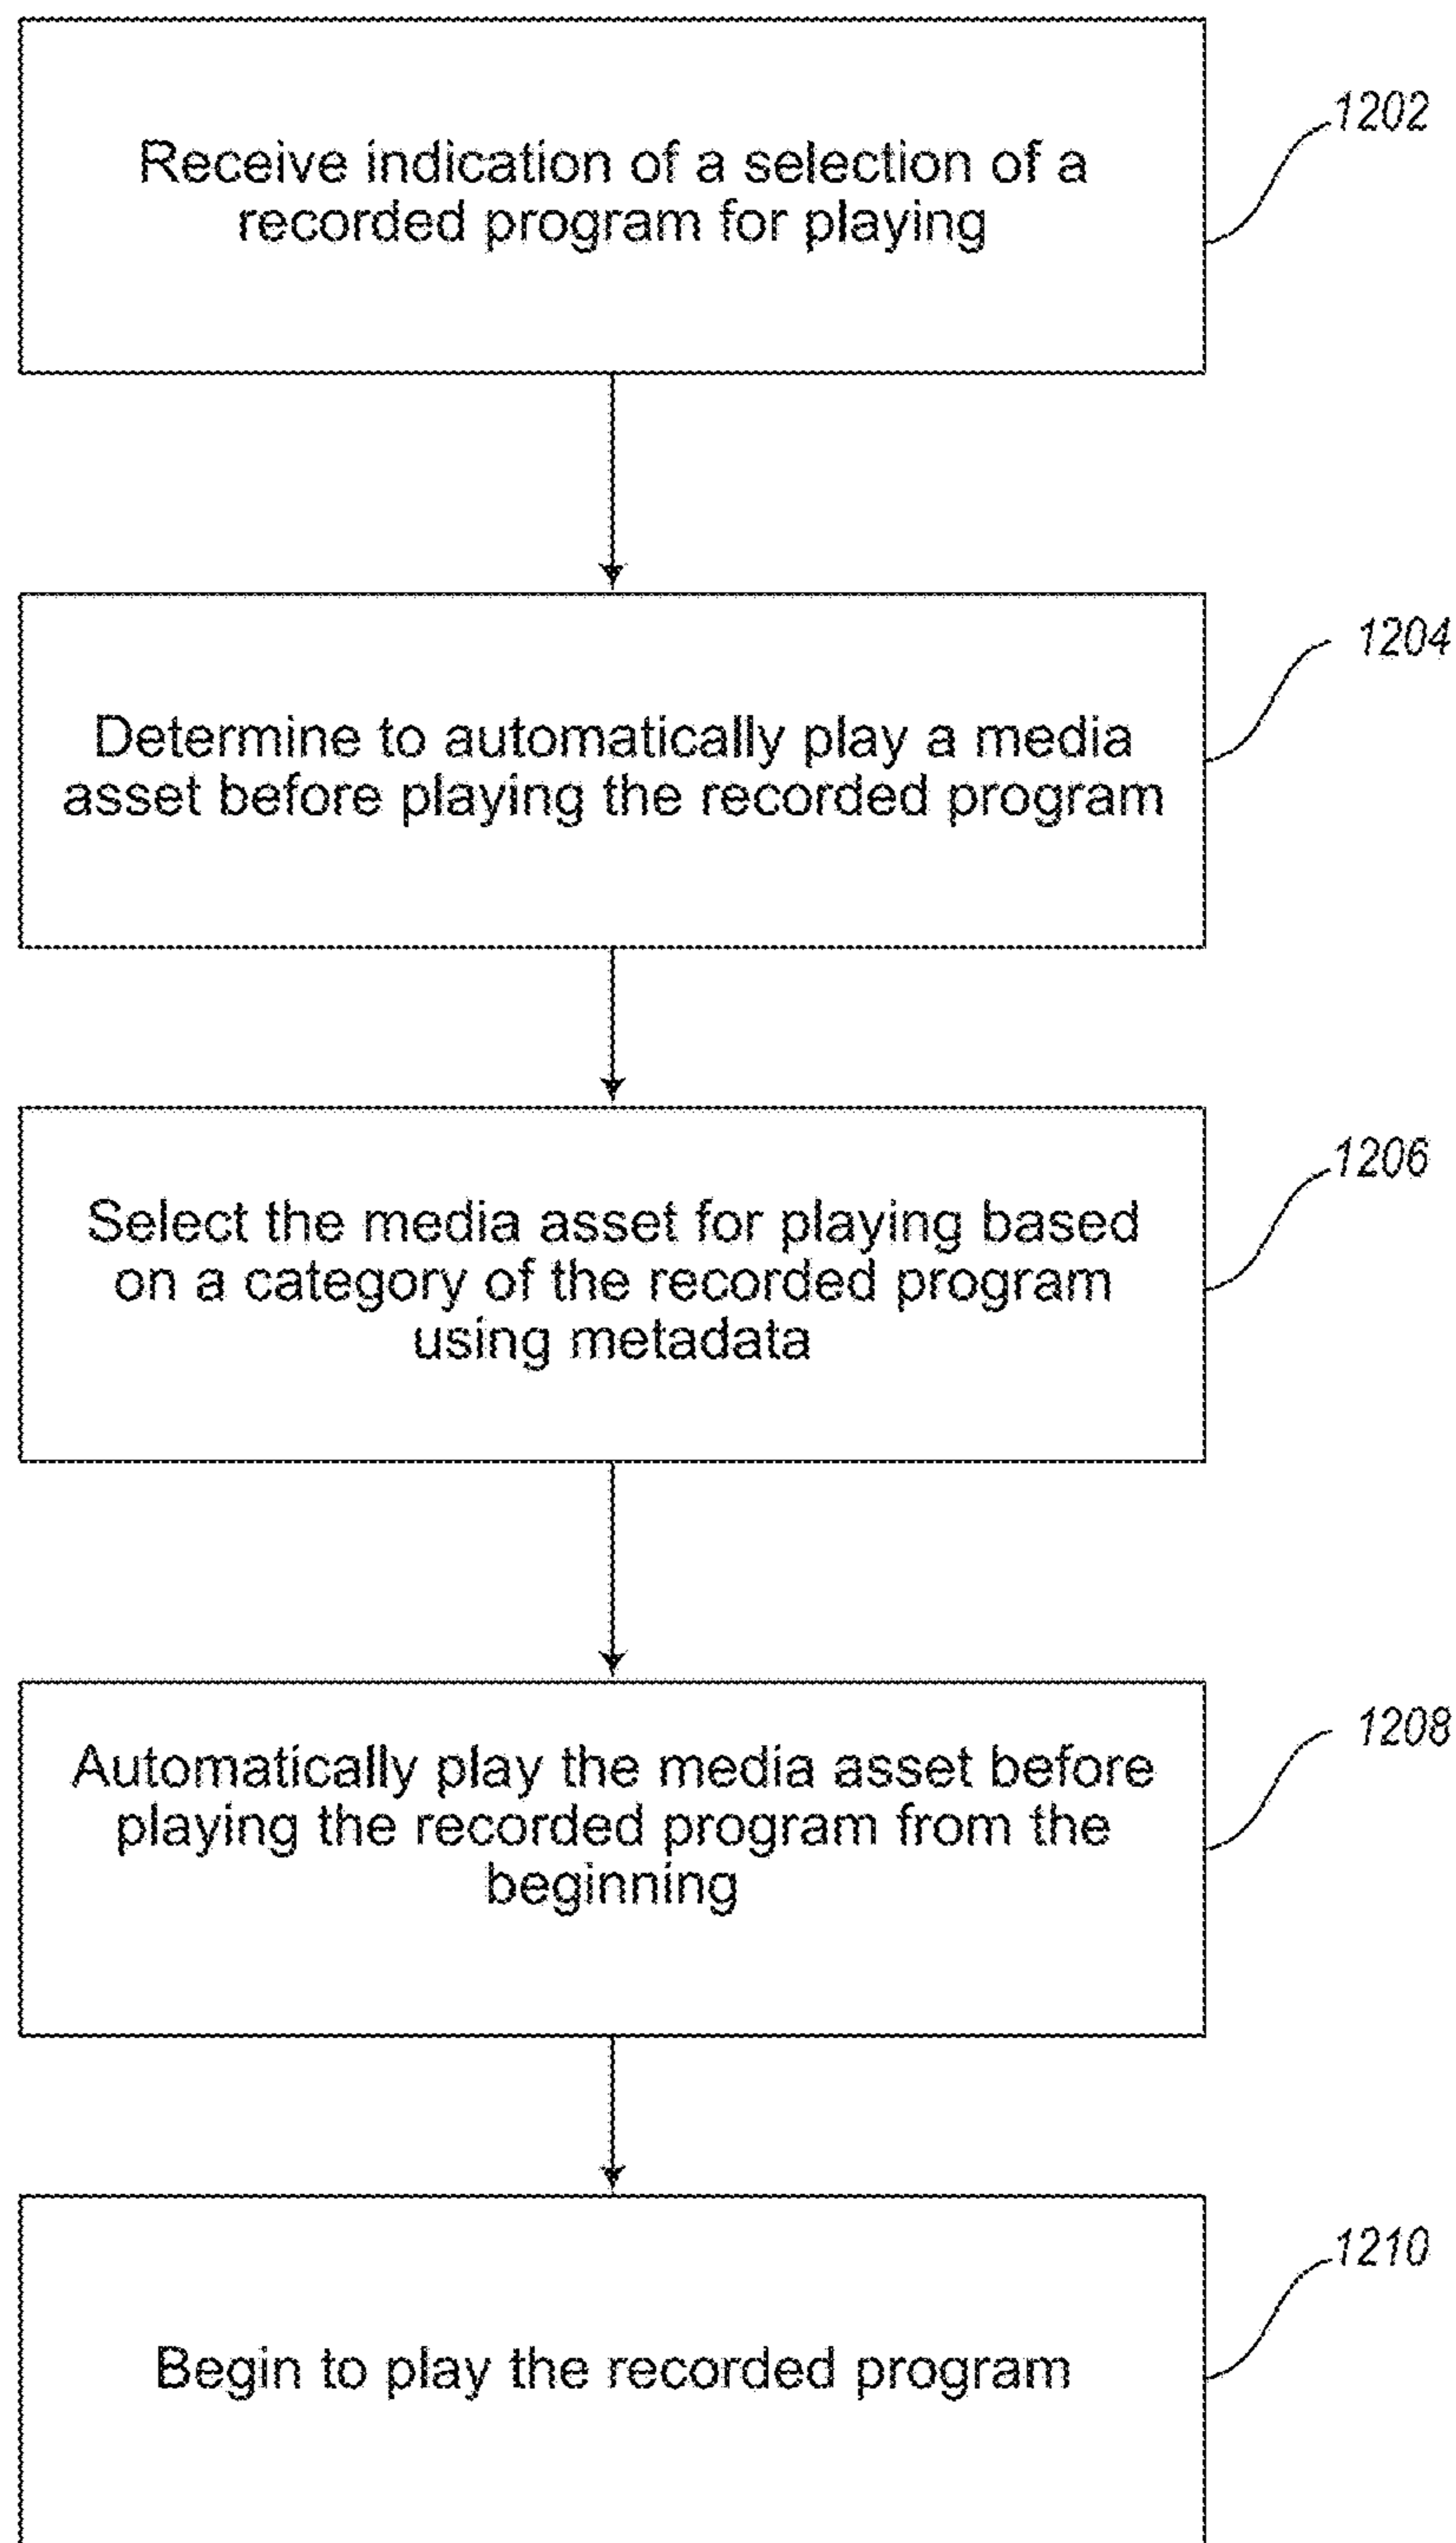 1202
Receive indication of a selection of a
recorded program for playing
1204
Determine to automatically play a media
asset before playing the recorded program
1206
Select the media asset for playing based
on a category of the recorded program
using metadata
1208
Automatically play the media asset before
playing the recorded program from the
beginning
1210
Begin to play the recorded program